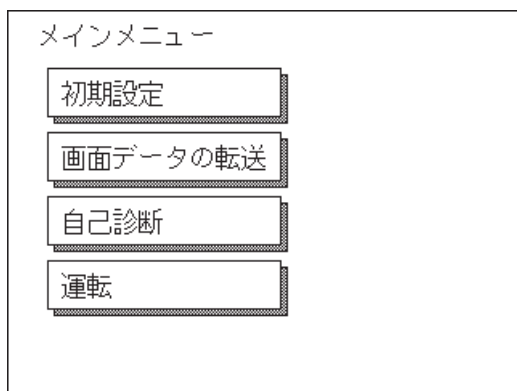 メインメニュー
初期設定
画面データの転送
自己診断
運転